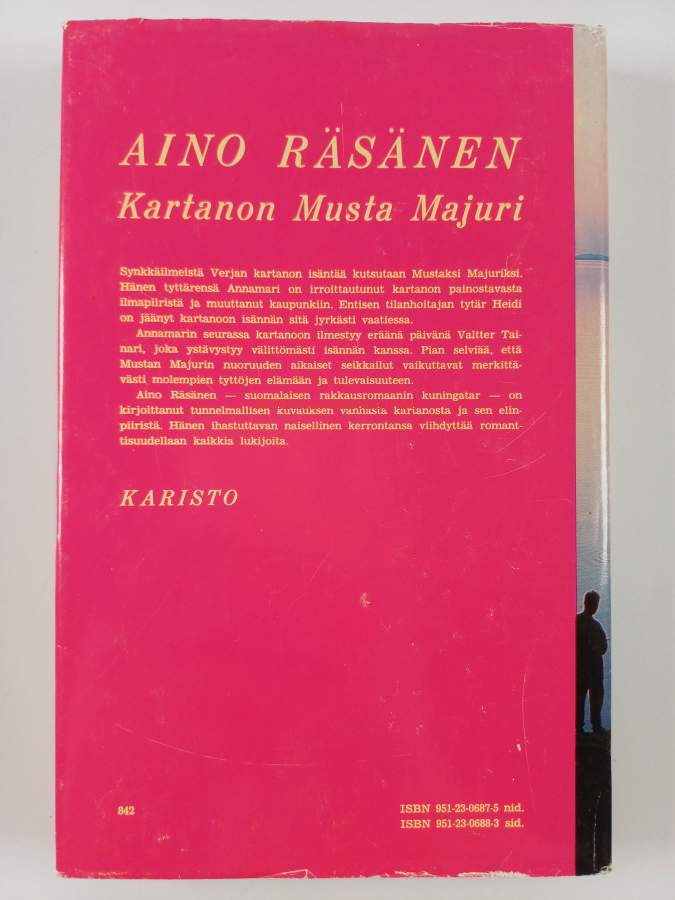 AINO RÄSÄNEN
Kartanon Musta Majuri
Synkkäilmeistä Verjan kartanon isäntää kutsutaan Mustaksi Majuriksi.
Hänen tyttärensä Annamari on irroittautunut kartanon painostavasta
ilmapiiristä ja muuttanut kaupunkiin. Entisen tilanhoitajan tytär Heidi
on jäänyt kartanoon isännän sitä jyrkästi vaatiessa.
Annamarin seurassa kartanoon ilmestyy eräänä päivänä Valtter Tai-
nari, joka ystävystyy välittömästi isännän kanssa. Pian selviää, että
Mustan Majurin nuoruuden aikaiset seikkailut vaikuttavat merkittä-
västi molempien tyttöjen elämään ja tulevaisuuteen.
Aino Räsänen — suomalaisen rakkausromaanin kuningatar — on
kirjoittanut tunnelmallisen kuvauksen vanhasta kartanosta ja sen elin-
piiristä. Hänen ihastuttavan naisellinen kerrontansa viihdyttää romant-
tisuudellaan kaikkia lukijoita.
KARISTO
842
ISBN 951-23-0687-5 nid.
ISBN 951-23-0688-3 sid.